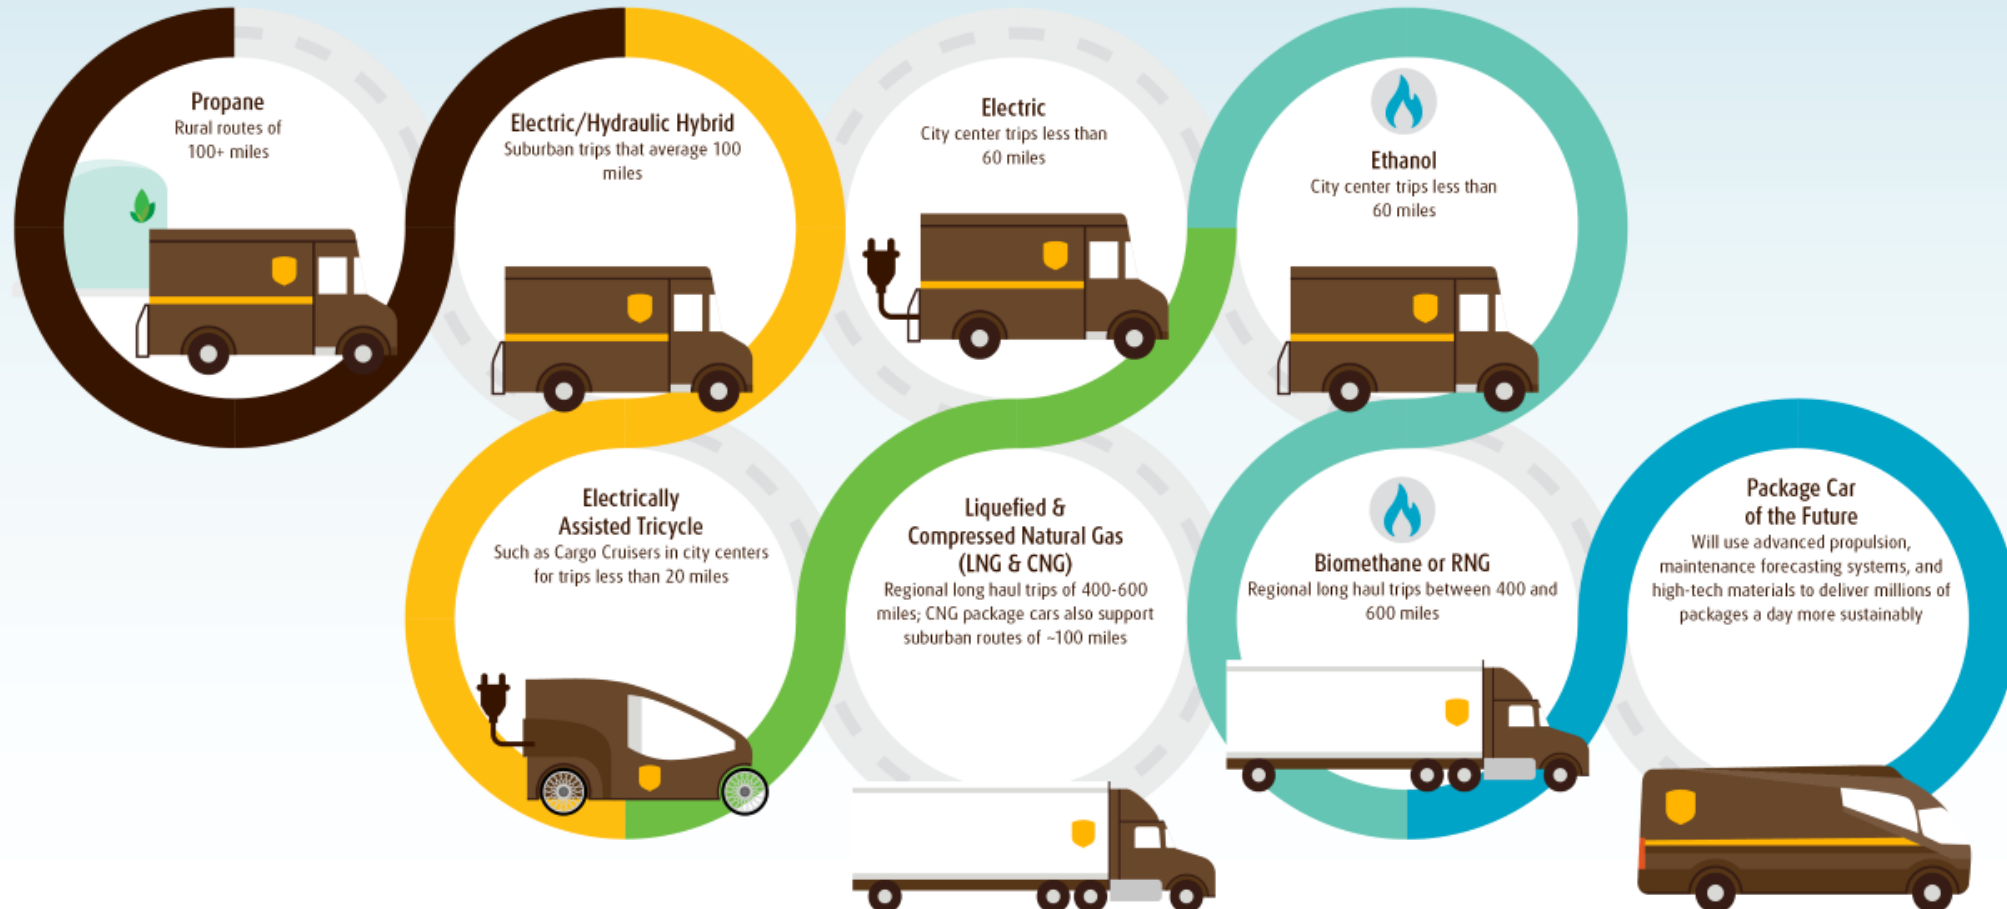 Propane
Rural routes of
100+ miles
Electric/Hydraulic Hybrid
Suburban trips that average 100
miles
Electric
City center trips less than
60 miles
Ethanol
City center trips less than
60 miles
Electrically
Assisted Tricycle
Such as Cargo Cruisers in city centers
for trips less than 20 miles
Liquefied &
Compressed Natural Gas
(LNG & CNG)
Regional long haul trips of 400-600
miles; CNG package cars also support
suburban routes of ~100 miles
Biomethane or RNG
Regional long haul trips between 400 and
600 miles
Package Car
of the Future
Will use advanced propulsion,
maintenance forecasting systems, and
high-tech materials to deliver millions of
packages a day more sustainably